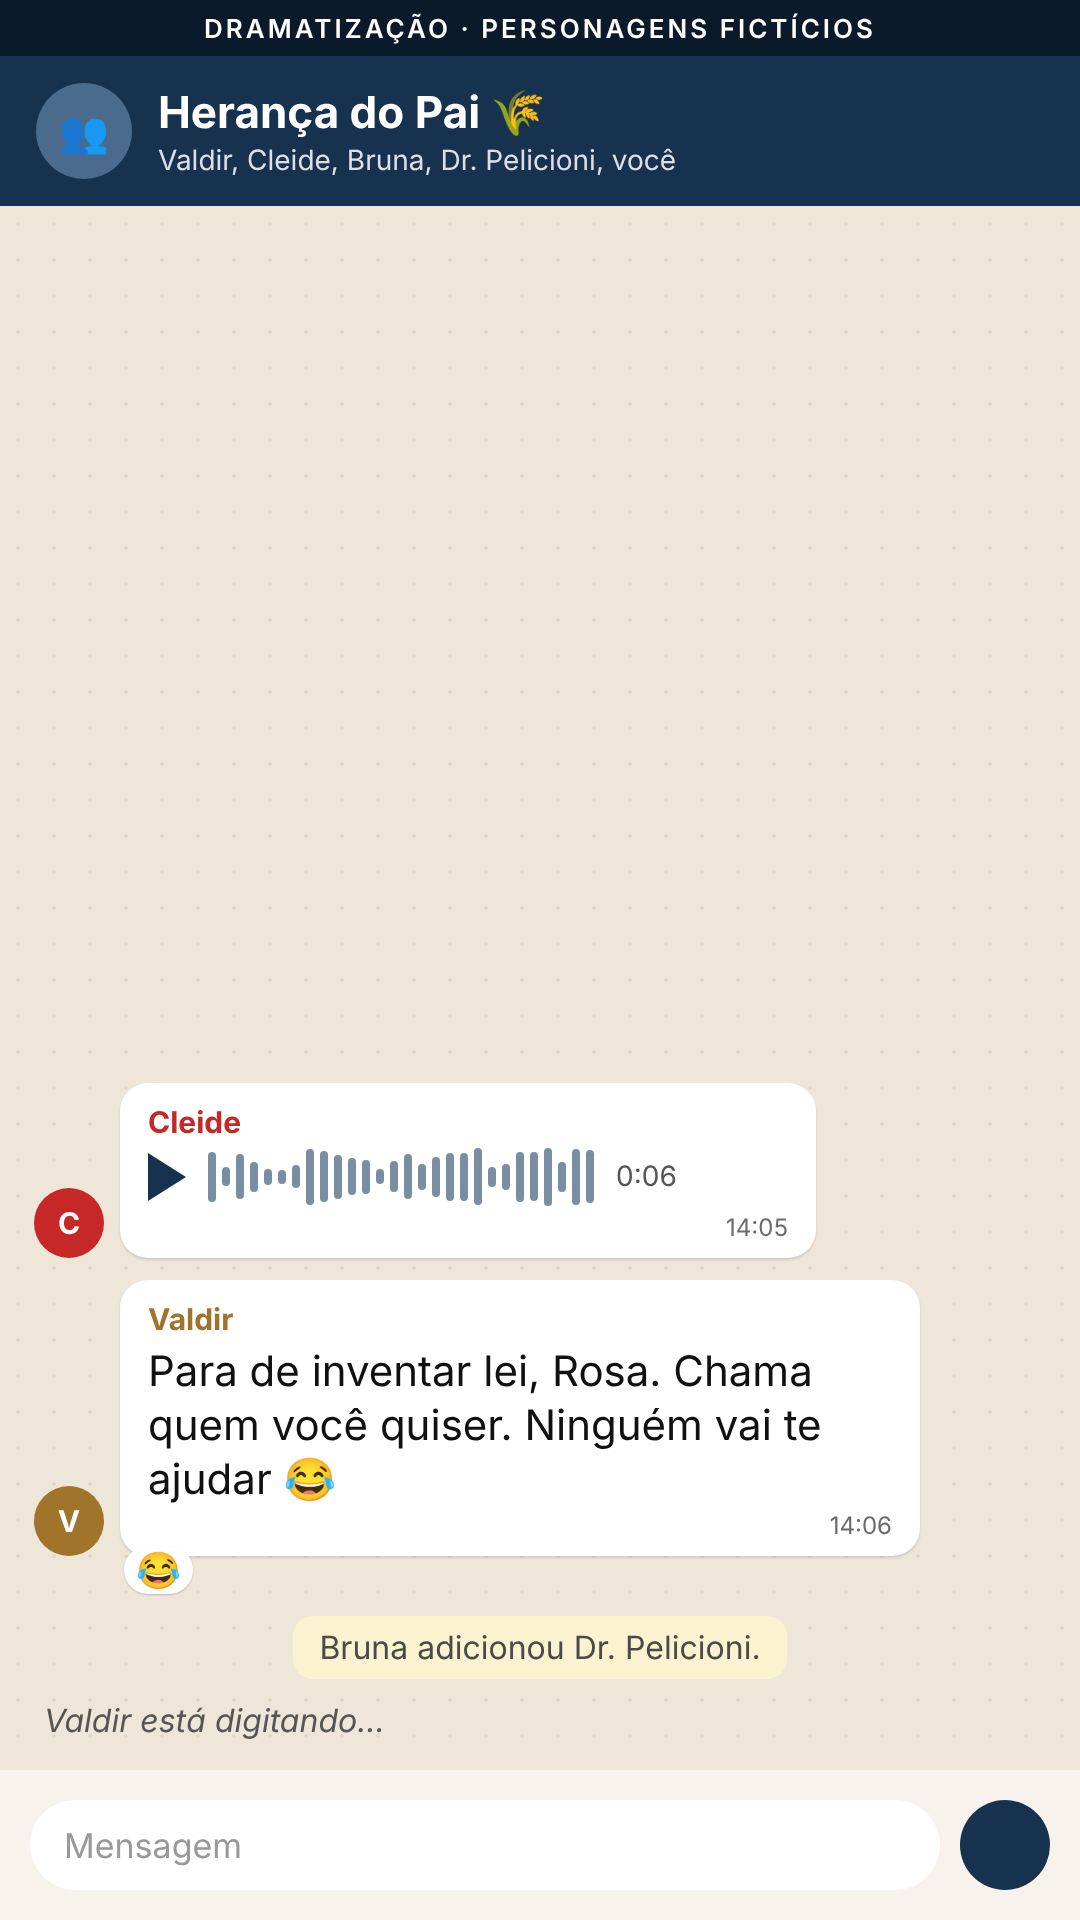 DRAMATIZAÇÃO · PERSONAGENS FICTÍCIOS
Herança do Pai 🌾
Valdir, Cleide, Bruna, Dr. Pelicioni, você
Cleide
0:06
14:05
C
Valdir
Para de inventar lei, Rosa. Chama
quem você quiser. Ninguém vai te
ajudar 😂
14:06
V
😂
Bruna adicionou Dr. Pelicioni.
Valdir está digitando...
Mensagem